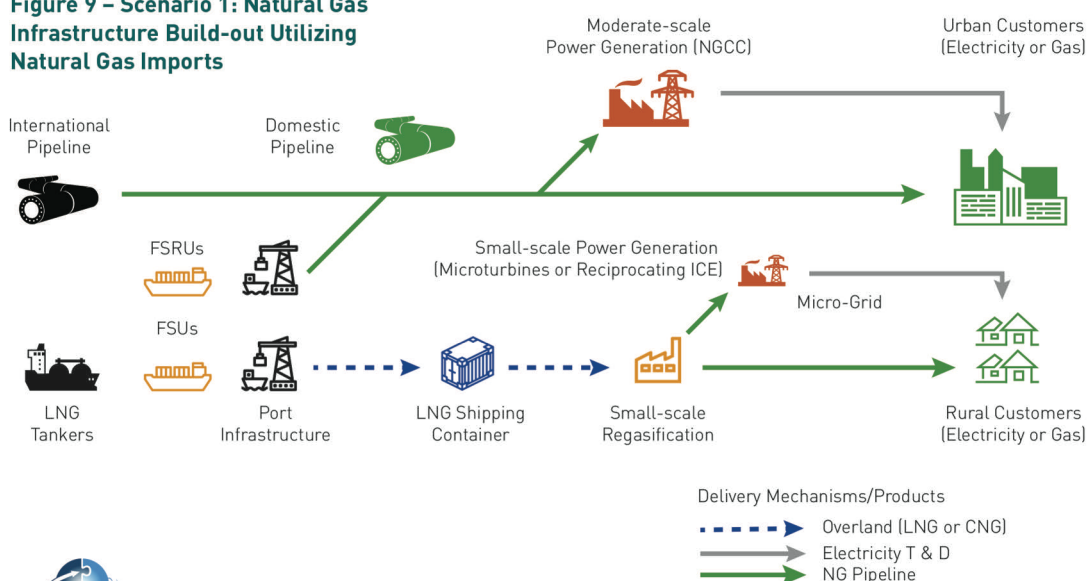 Figure 9 – Scenario 1: Natural Gas
Infrastructure Build-out Utilizing
Natural Gas Imports
Moderate-scale
Power Generation (NGCC)
Urban Customers
(Electricity or Gas)
International
Pipeline
Domestic
Pipeline
FSRUs
Small-scale Power Generation
(Microturbines or Reciprocating ICE)
Micro-Grid
FSUs
LNG
Tankers
Port
Infrastructure
LNG Shipping
Container
Small-scale
Regasification
Rural Customers
(Electricity or Gas)
Delivery Mechanisms/Products
Overland (LNG or CNG)
Electricity T & D
NG Pipeline
5